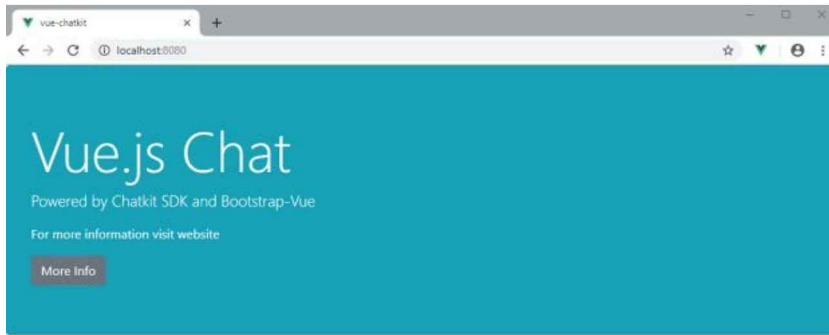 vue-chatkit
localhost:8080
Vue.js Chat
Powered by Chatkit SDK and Bootstrap-Vue
For more information visit website
More Info